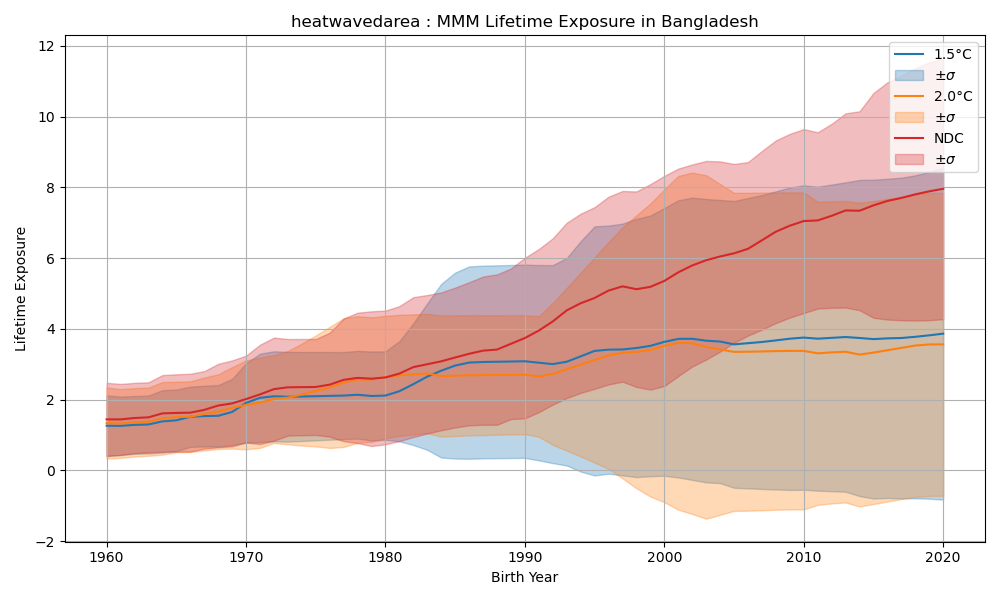 heatwavedarea : MMM Lifetime Exposure in Bangladesh
12
10
8
6
4
2
0
−2
Lifetime Exposure
1.5°C
±σ
2.0°C
±σ
NDC
±σ
1960 1970 1980 1990 2000 2010 2020
Birth Year